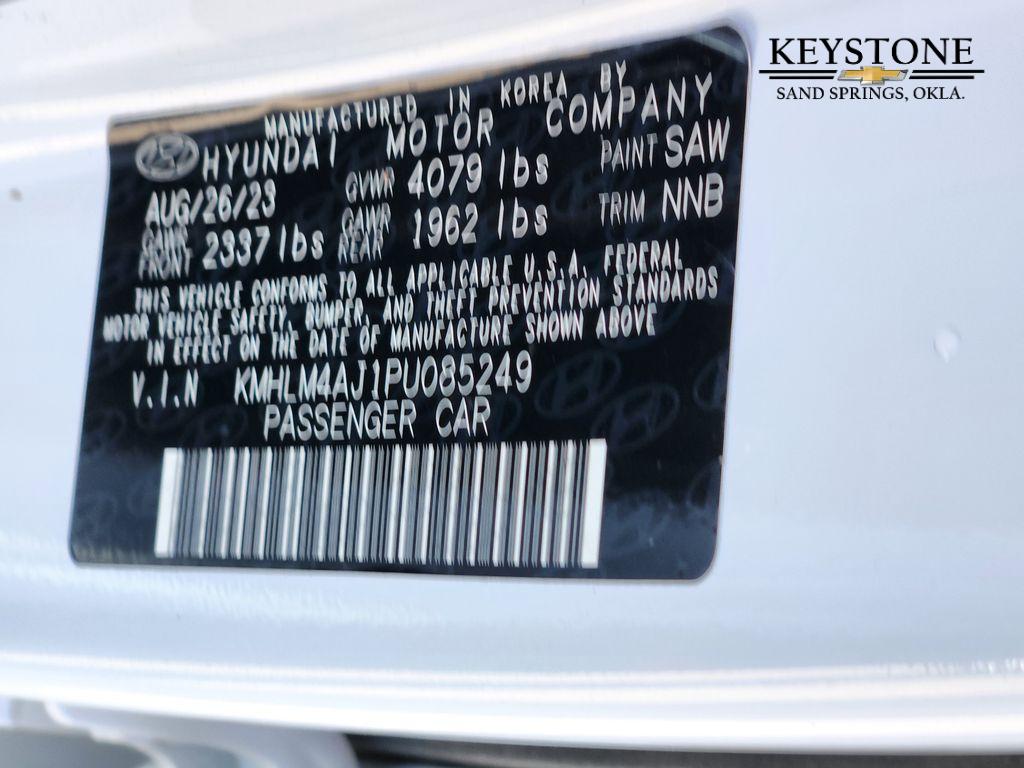 KEYSTONE
SAND SPRINGS, OKLA.
MANUFACTURED IN KOREA BY
HYUNDAI MOTOR COMPANY
AUG/26/23 GVWR 4079 lbs PAINT SAW
GAWR FRONT 2337 lbs GAWR REAR 1962 lbs TRIM NNB
THIS VEHICLE CONFORMS TO ALL APPLICABLE U.S.A. FEDERAL
MOTOR VEHICLE SAFETY, BUMPER, AND THEFT PREVENTION STANDARDS
IN EFFECT ON THE DATE OF MANUFACTURE SHOWN ABOVE
V.I.N KMHLM4AJ1PU085249
PASSENGER CAR